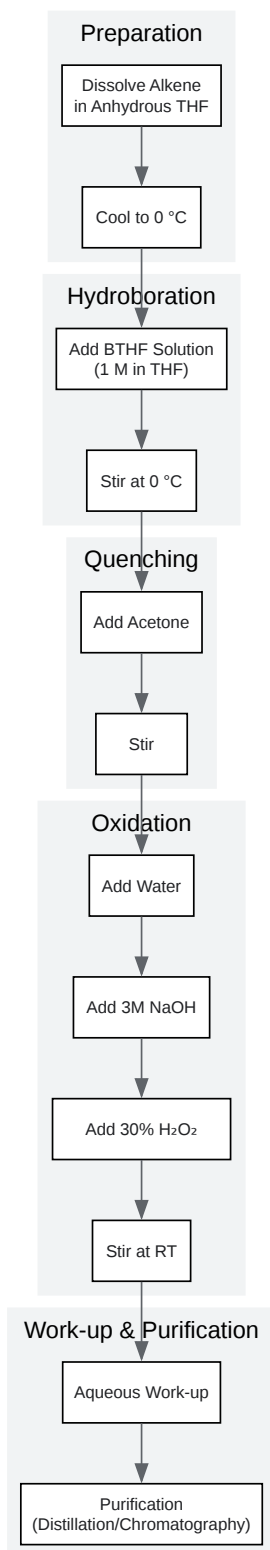 Preparation
Dissolve Alkene
in Anhydrous THF
Cool to 0 °C
Hydroboration
Add BTHF Solution
(1 M in THF)
Stir at 0 °C
Quenching
Add Acetone
Stir
Oxidation
Add Water
Add 3M NaOH
Add 30% H₂O₂
Stir at RT
Work-up & Purification
Aqueous Work-up
Purification
(Distillation/Chromatography)